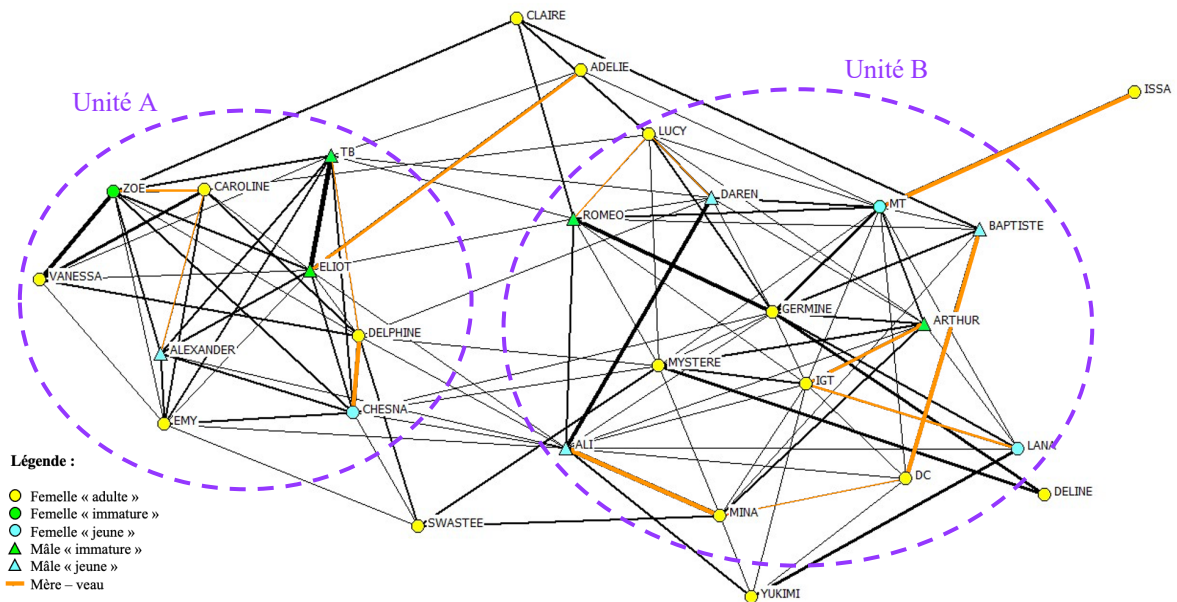 CLAIRE
ADELIE
Unité B
ISSA
Unité A
LUCY
TB
ZOE
CAROLINE
DAREN
MT
ROMEO
BAPTISTE
VANESSA
ELIOT
GERMINE
ARTHUR
DELPHINE
ALEXANDER
MYSTERE
IGT
CHESNA
EMY
ALI
LANA
DC
DELINE
MINA
SWASTEE
YUKIMI
Légende :
Femelle « adulte »
Femelle « immature »
Femelle « jeune »
Mâle « immature »
Mâle « jeune »
Mère – veau